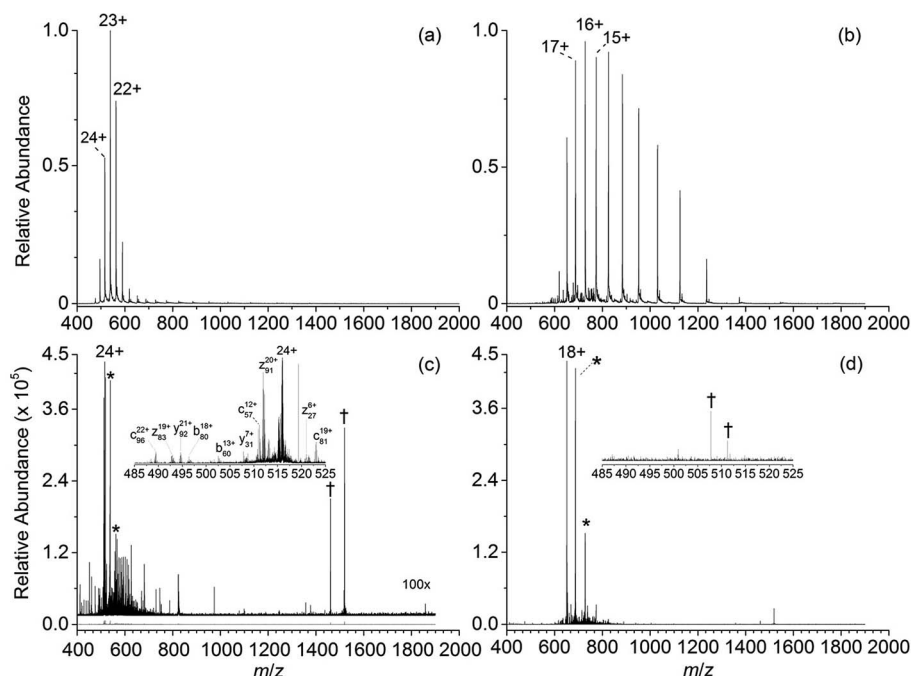 (a)
1.0
0.5
0
Relative Abundance
23+
22+
24+
400 600 800 1000 1200 1400 1600 1800 2000
(b)
1.0
0.5
0
Relative Abundance
17+
16+
15+
400 600 800 1000 1200 1400 1600 1800 2000
(c)
4.5
3.6
2.4
1.2
0.0
Relative Abundance (x 10⁵)
24+
*
*
†
†
100x
c₉₆²²⁺ z₈₃¹⁹⁺ y₉₂²¹⁺ b₈₀¹⁸⁺ b₆₀¹³⁺ y₃₁⁷⁺ c₅₇¹²⁺ z₉₁²⁰⁺ 24+ z₂₇⁶⁺ c₈₁¹⁹⁺
485 490 495 500 505 510 515 520 525
400 600 800 1000 1200 1400 1600 1800 2000
m/z
(d)
4.5
3.6
2.4
1.2
0.0
18+
*
*
†
†
485 490 495 500 505 510 515 520 525
400 600 800 1000 1200 1400 1600 1800 2000
m/z